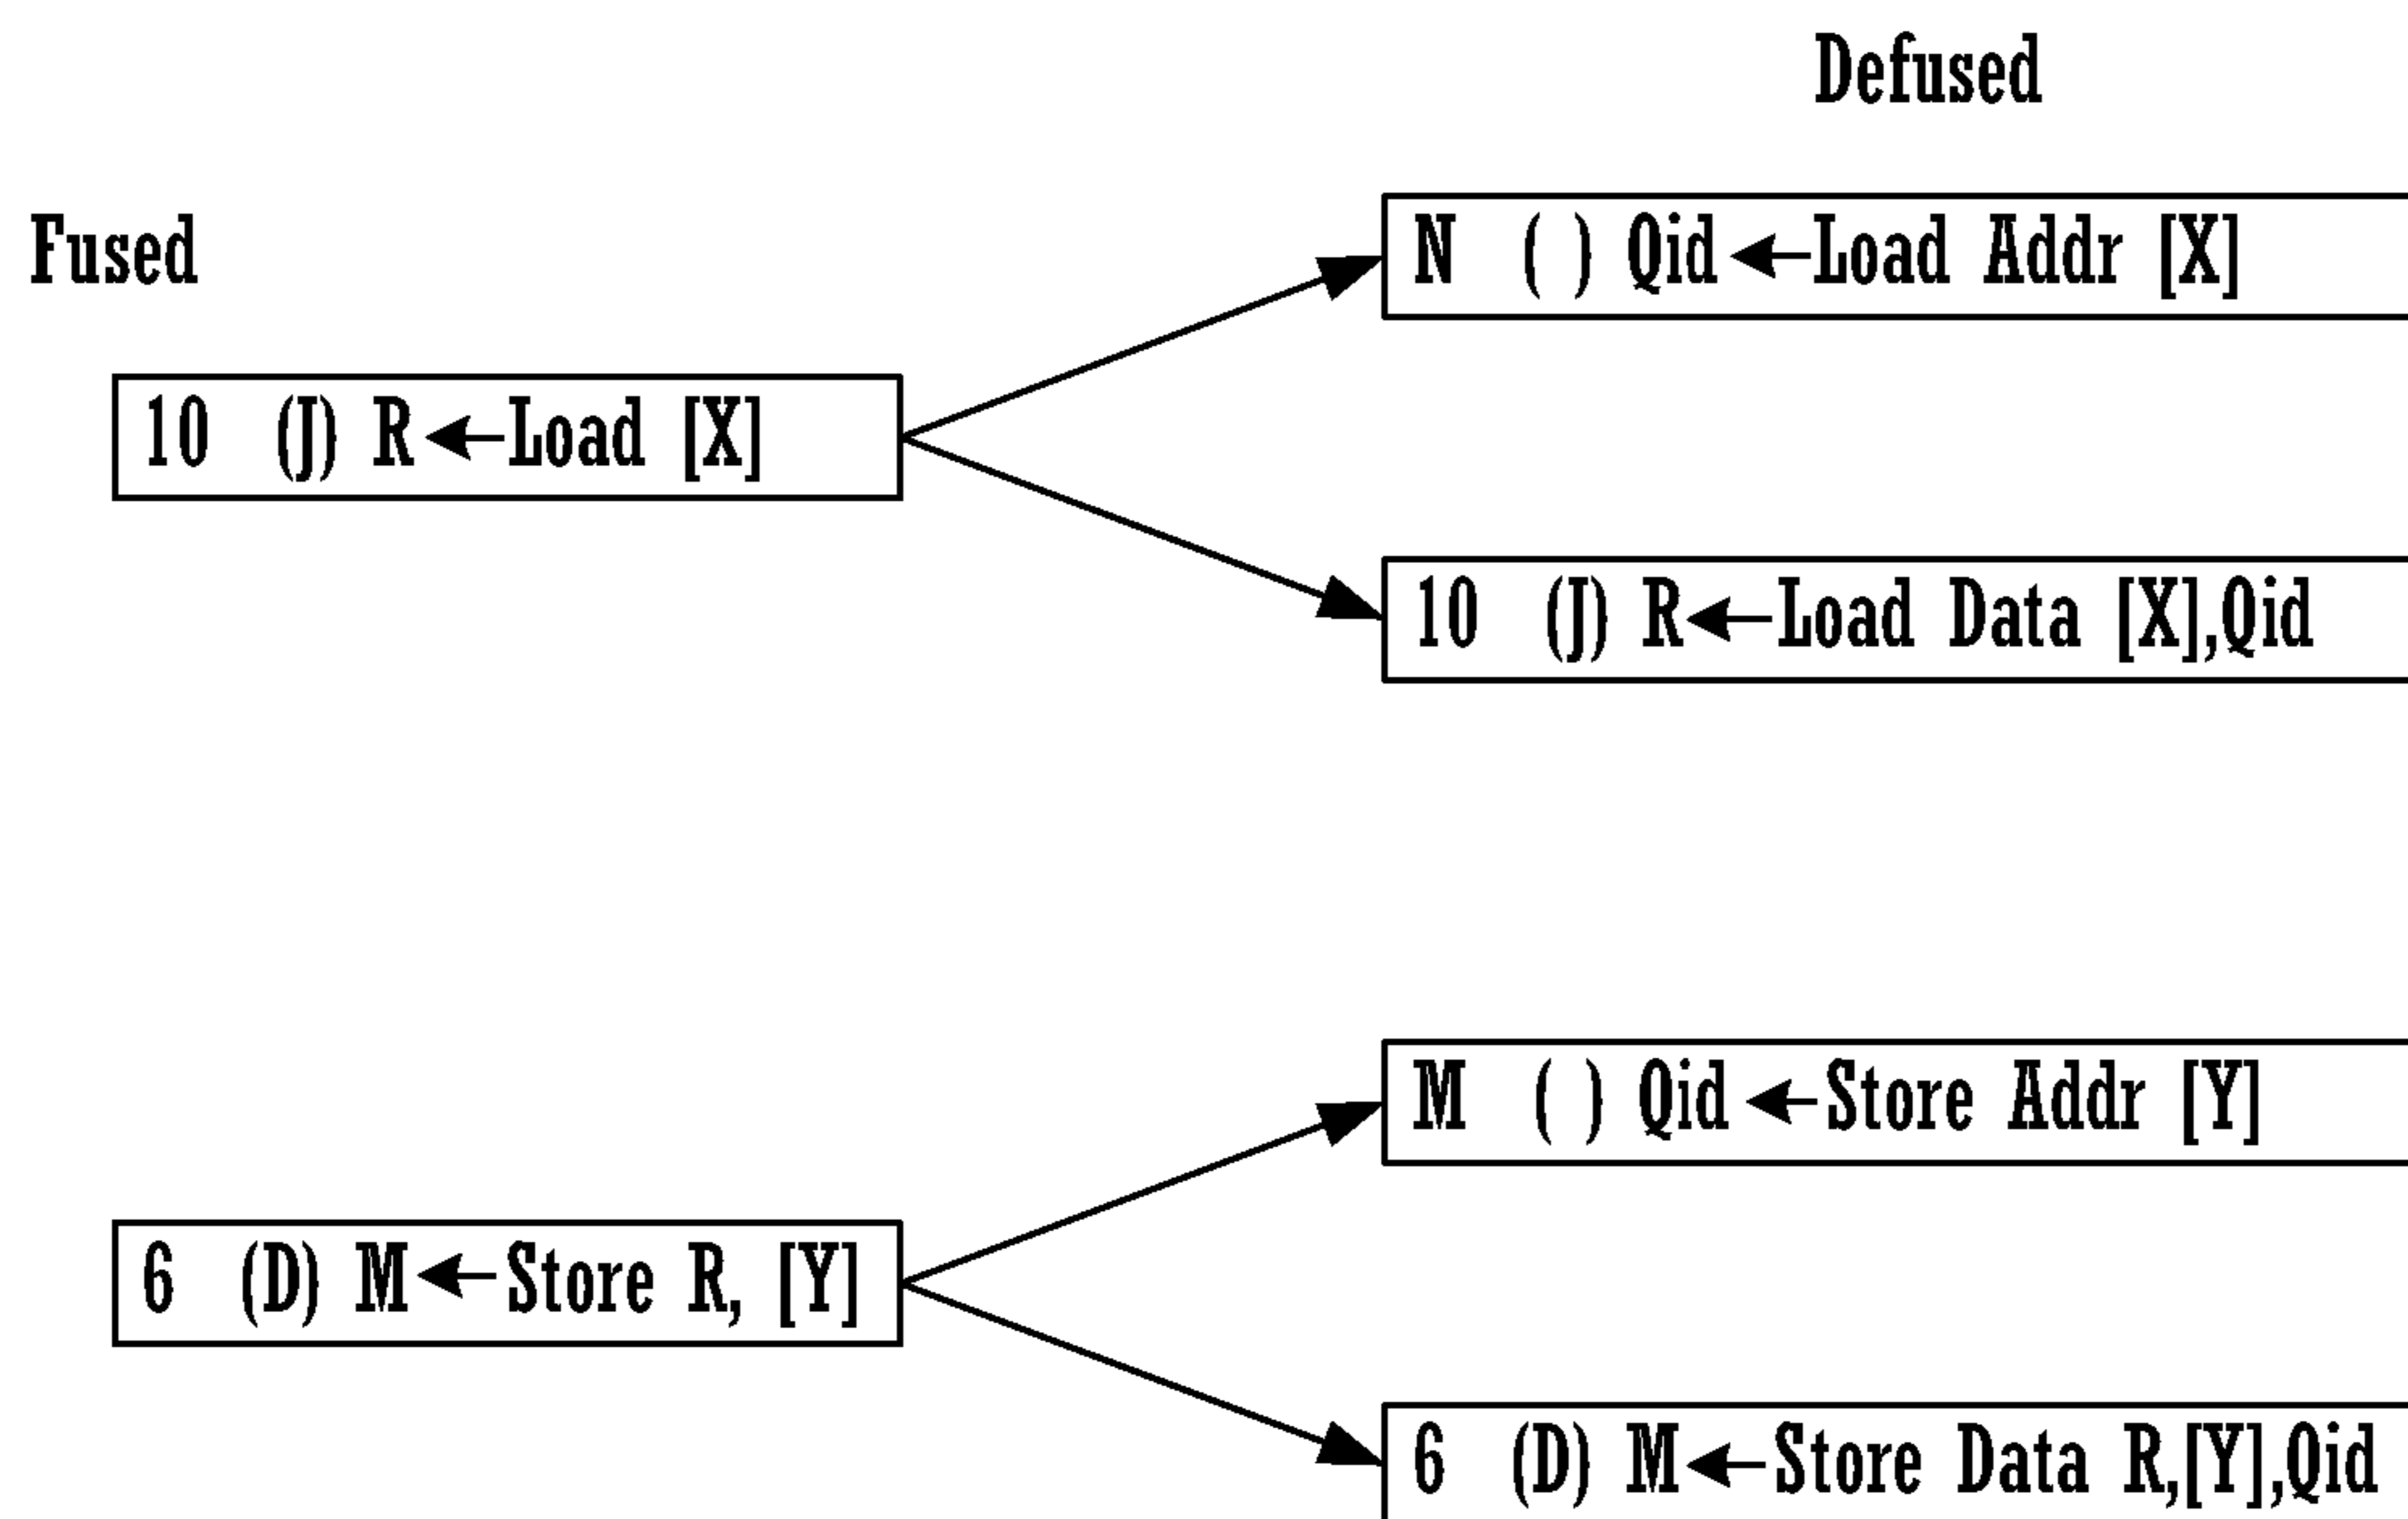 Defused
Fused
N ( ) Qid←Load Addr [X]
10 (J) R←Load [X]
10 (J) R←Load Data [X],Qid
M ( ) Qid←Store Addr [Y]
6 (D) M←Store R, [Y]
6 (D) M←Store Data R,[Y],Qid